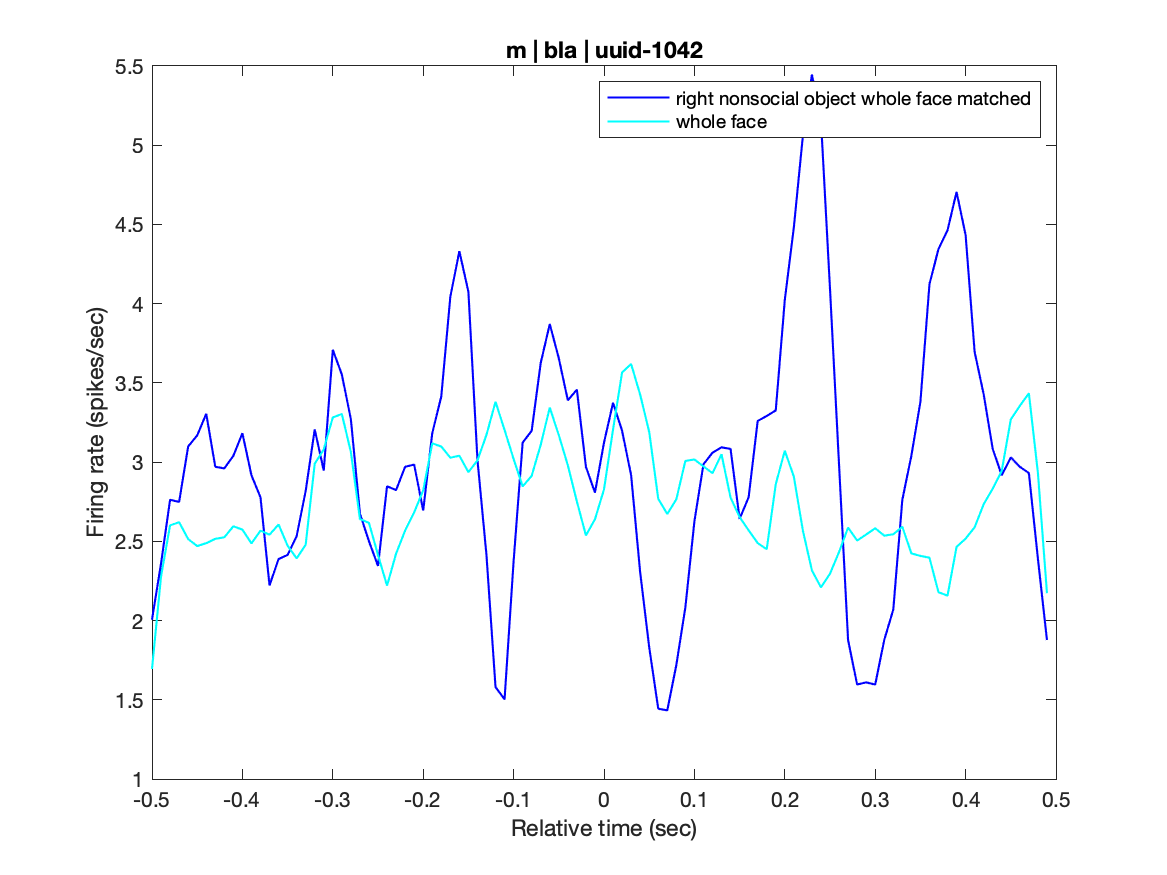 m | bla | uuid-1042
right nonsocial object whole face matched
whole face
Firing rate (spikes/sec)
5.5
5
4.5
4
3.5
3
2.5
2
1.5
1
-0.5 -0.4 -0.3 -0.2 -0.1 0 0.1 0.2 0.3 0.4 0.5
Relative time (sec)